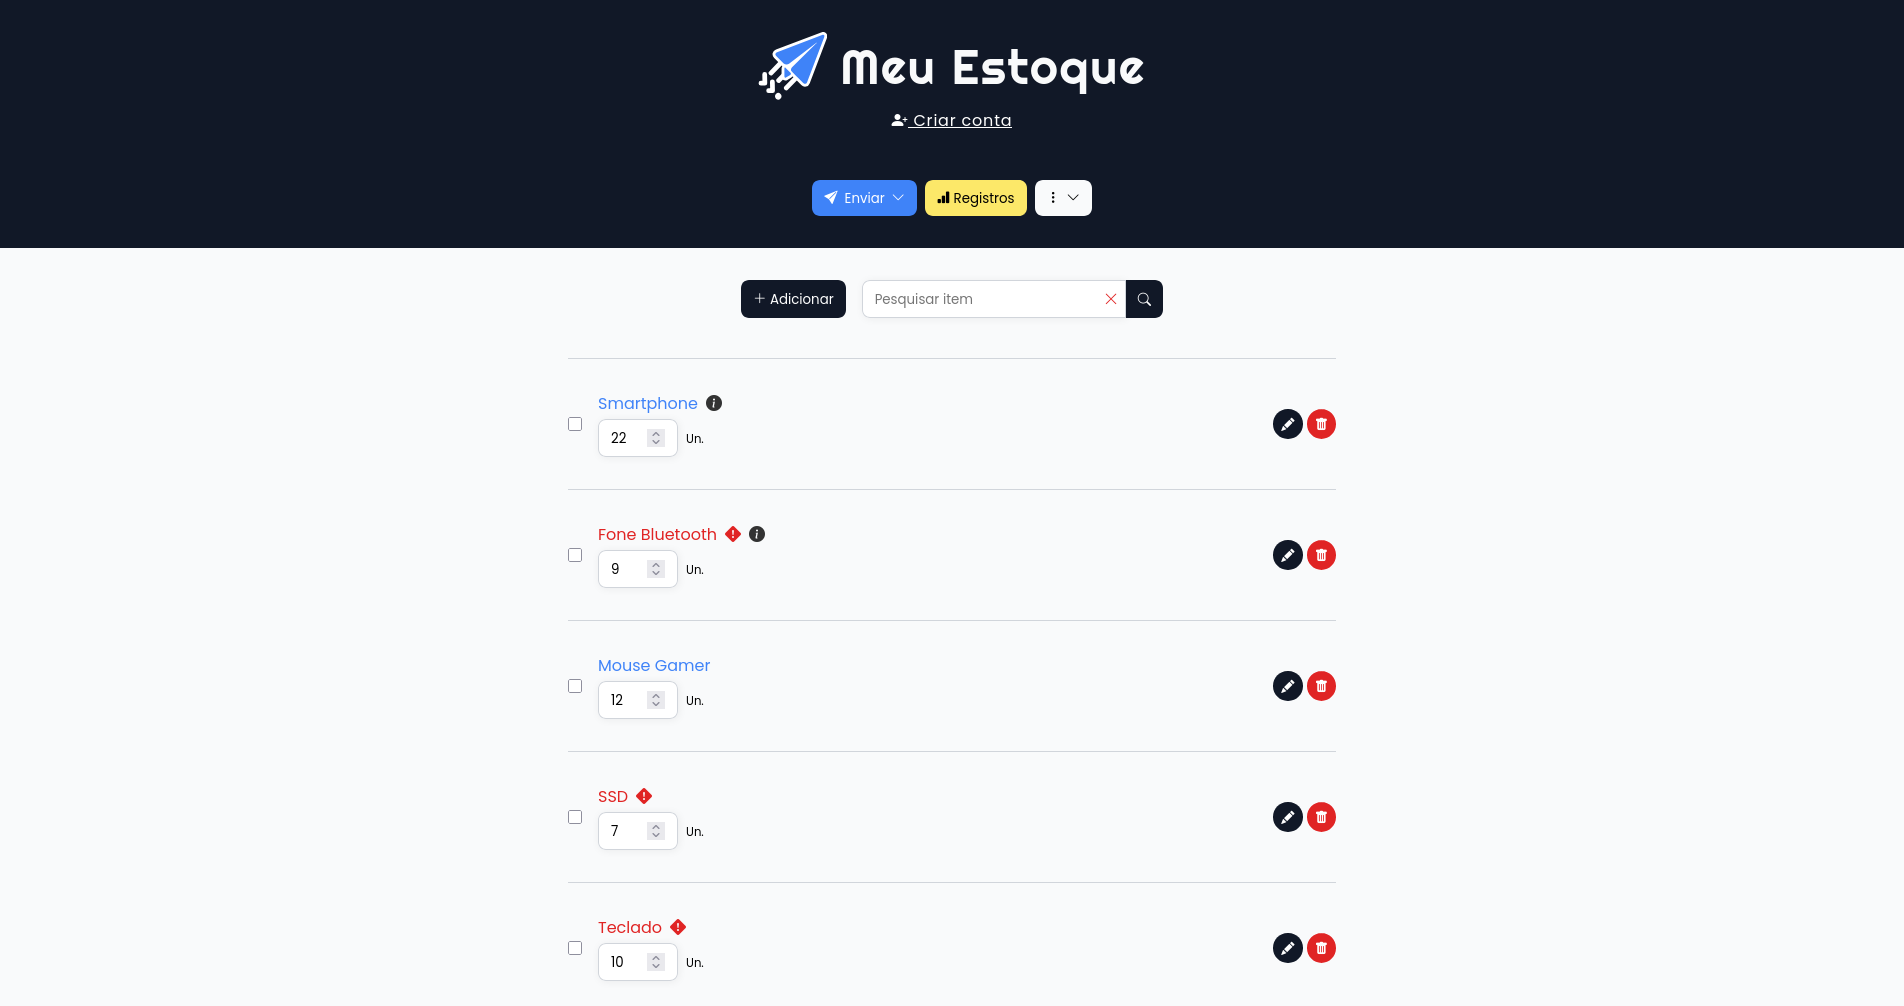 Meu Estoque
Criar conta
Enviar Registros
Adicionar Pesquisar item
Smartphone
22 Un.
Fone Bluetooth
9 Un.
Mouse Gamer
12 Un.
SSD
7 Un.
Teclado
10 Un.